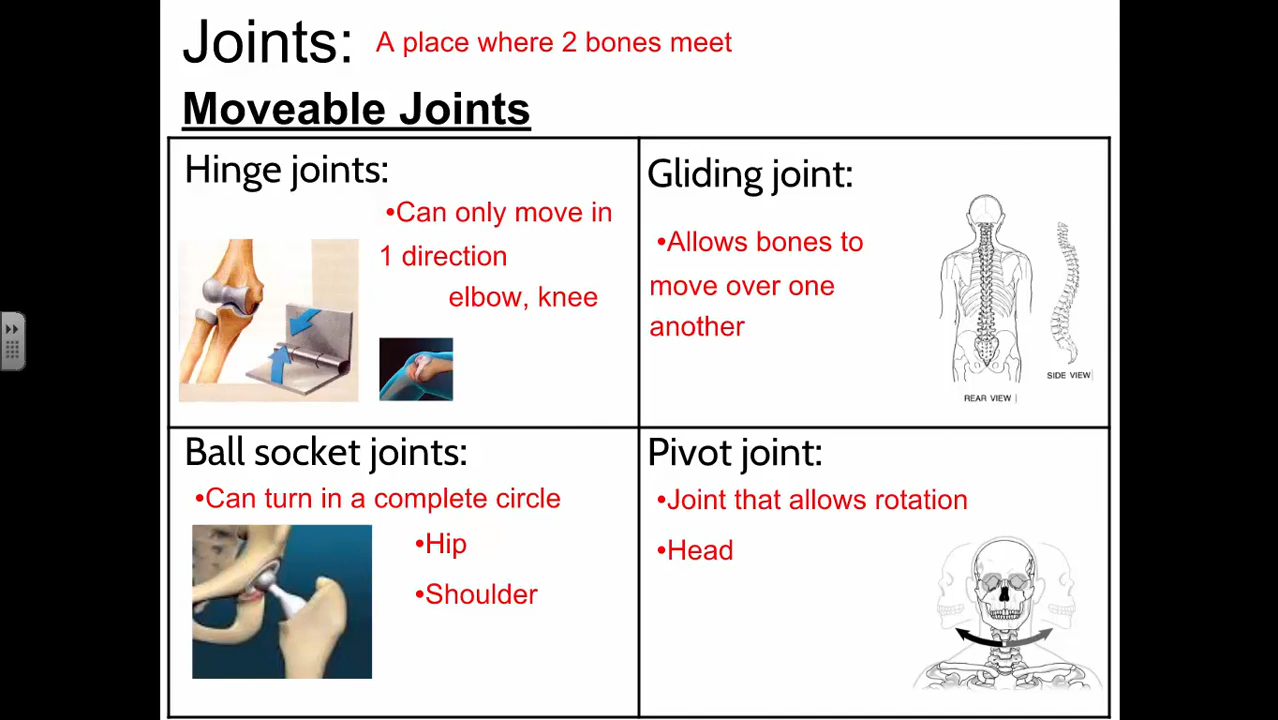 Joints: A place where 2 bones meet
Moveable Joints
Hinge joints:
•Can only move in
1 direction
elbow, knee
Gliding joint:
•Allows bones to
move over one
another
SIDE VIEW
REAR VIEW
Ball socket joints:
•Can turn in a complete circle
•Hip
•Shoulder
Pivot joint:
•Joint that allows rotation
•Head